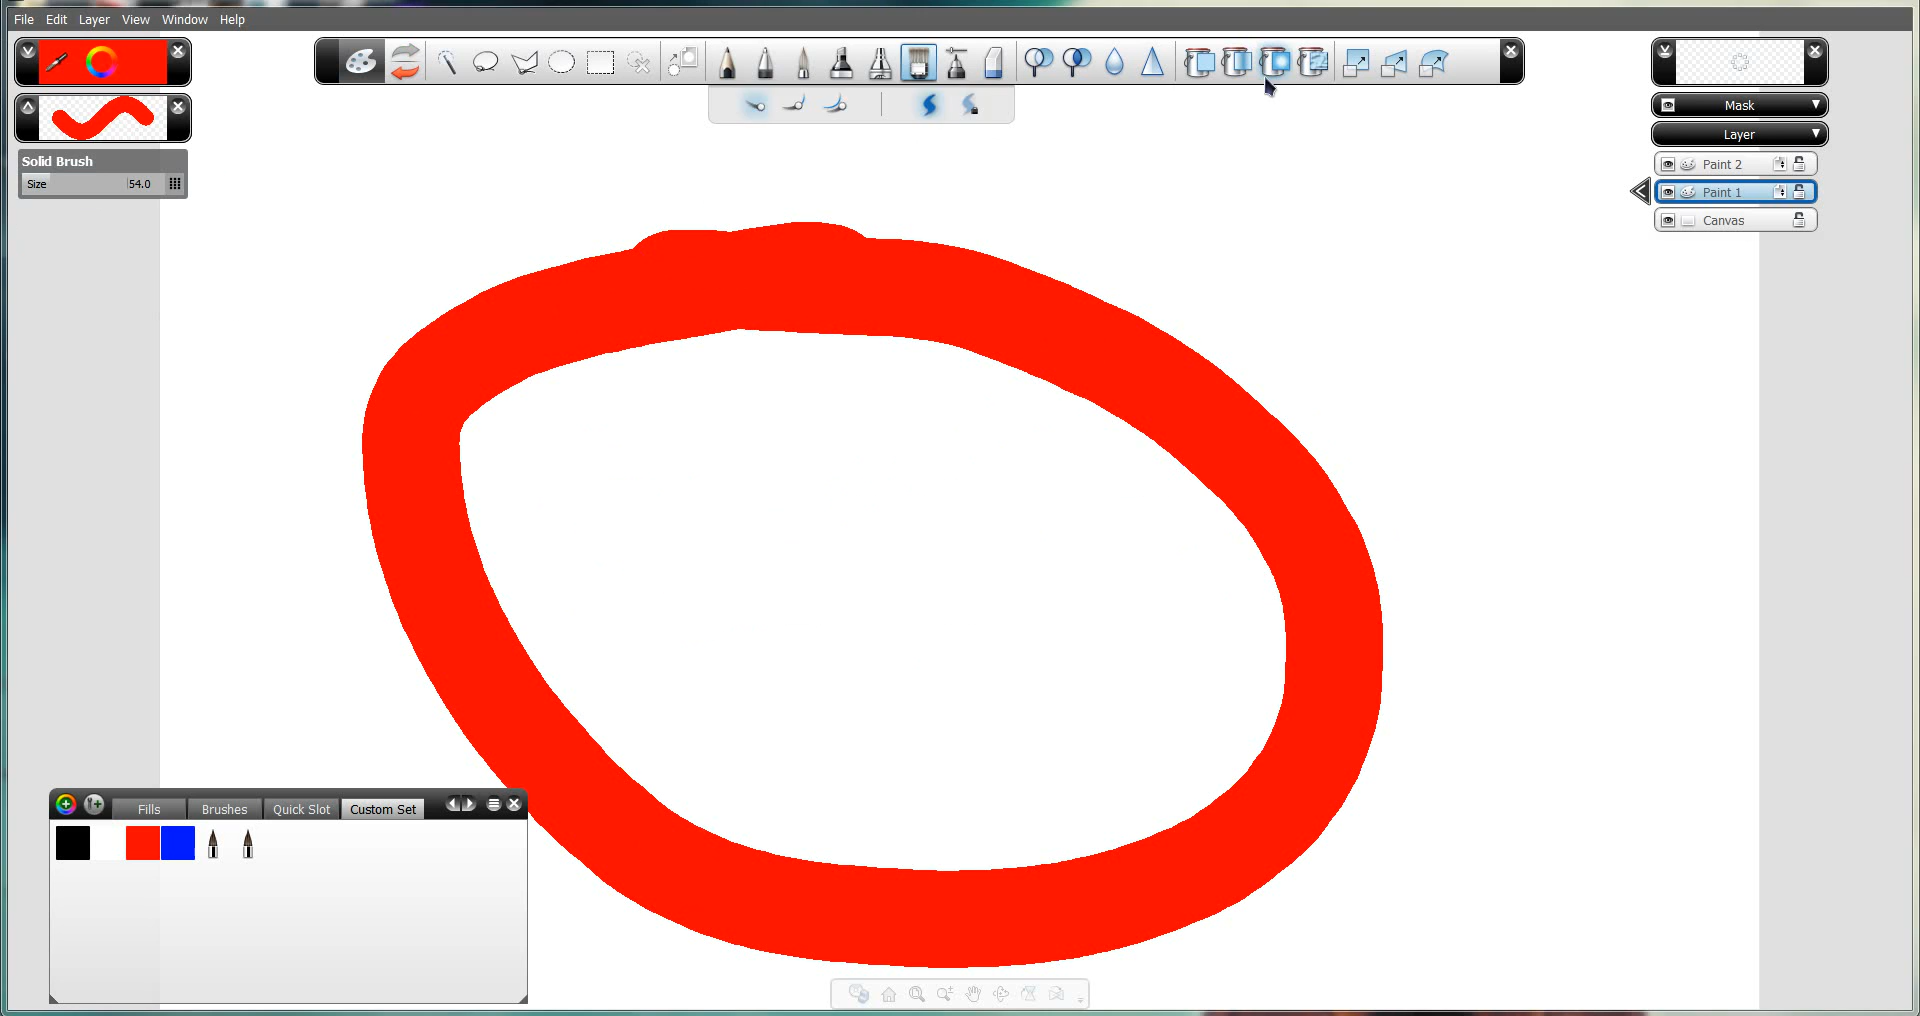 File Edit Layer View Window Help
Solid Brush
Size 54.0
Mask
Layer
Paint 2
Paint 1
Canvas
Fills Brushes Quick Slot Custom Set